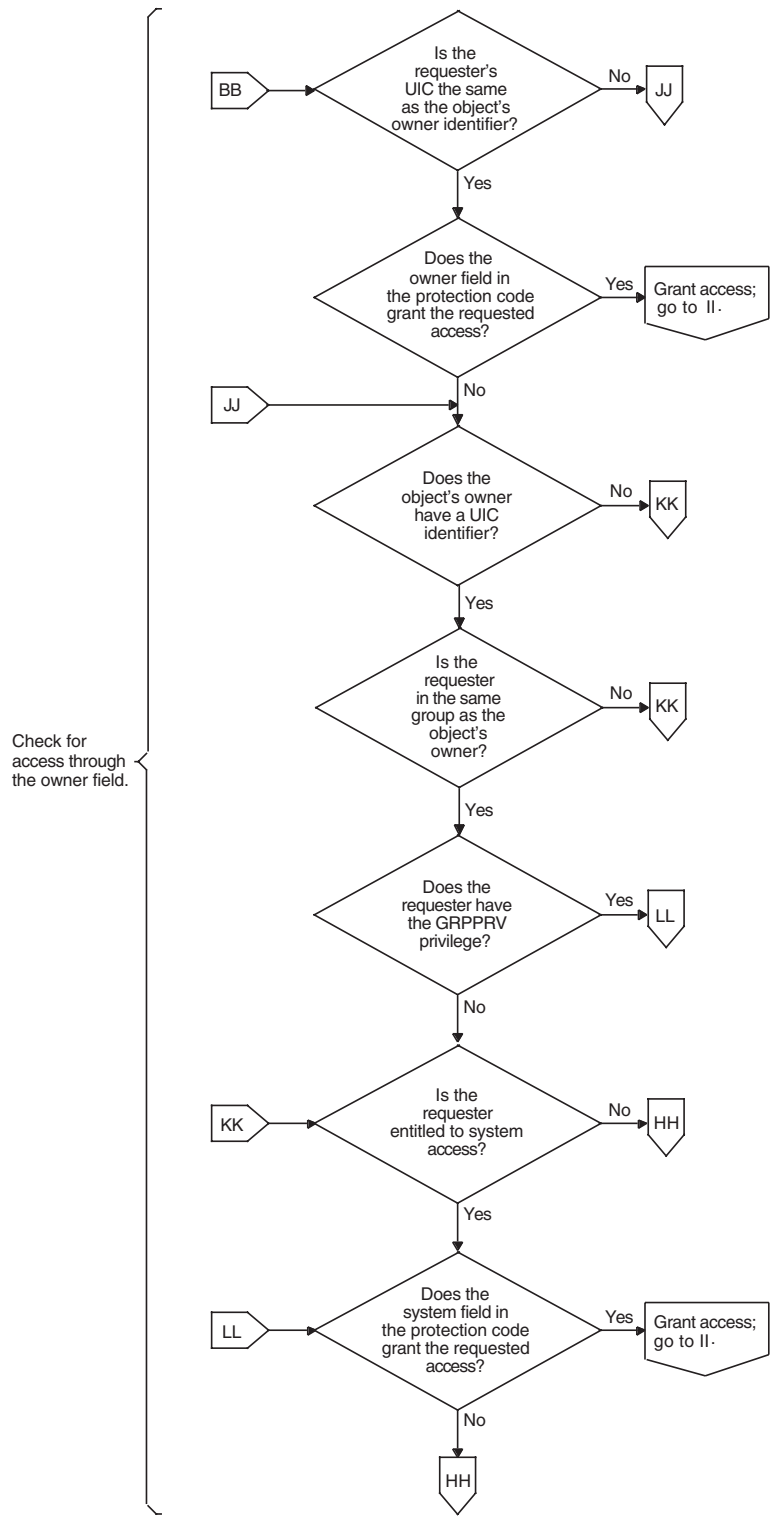 Is the
requester's
UIC the same
as the object's
owner identifier?
BB
No
JJ
Yes
Does the
owner field in
the protection code
grant the requested
access?
Yes
Grant access;
go to II.
No
JJ
Does the
object's owner
have a UIC
identifier?
No
KK
Yes
Is the
requester
in the same
group as the
object's
owner?
No
KK
Check for
access through
the owner field.
Yes
Does the
requester have
the GRPPRV
privilege?
Yes
LL
No
Is the
requester
entitled to system
access?
KK
No
HH
Yes
Does the
system field in
the protection code
grant the requested
access?
LL
Yes
Grant access;
go to II.
No
HH